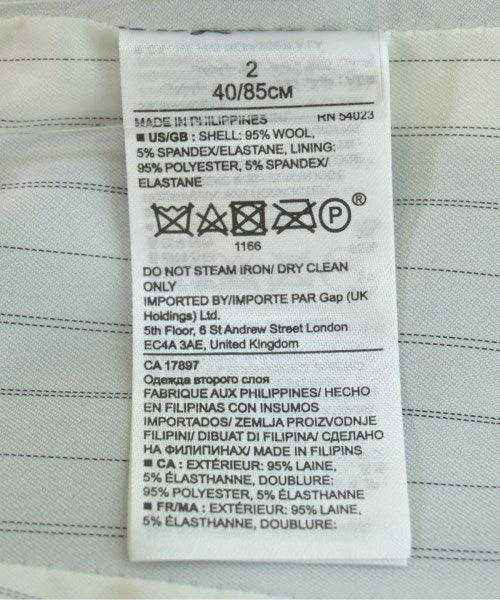 2
40/85СМ
MADE IN PHILIPPINES RN 54023
■ US/GB : SHELL: 95% WOOL,
5% SPANDEX/ELASTANE, LINING:
95% POLYESTER, 5% SPANDEX/
ELASTANE
P ®
1166
DO NOT STEAM IRON/ DRY CLEAN
ONLY
IMPORTED BY/IMPORTE PAR Gap (UK
Holdings) Ltd.
5th Floor, 6 St Andrew Street London
EC4A 3AE, United Kingdom
CA 17897
Одежда второго слоя
FABRIQUE AUX PHILIPPINES/ HECHO
EN FILIPINAS CON INSUMOS
IMPORTADOS/ ZEMLJA PROIZVODNJE
FILIPINI/ DIBUAT DI FILIPINA/ СДЕЛАНО
НА ФИЛИПИНАХ/ MADE IN FILIPINS
■ CA : EXTÉRIEUR: 95% LAINE,
5% ÉLASTHANNE, DOUBLURE:
95% POLYESTER, 5% ÉLASTHANNE
■ FR/MA : EXTÉRIEUR: 95% LAINE,
5% ÉLASTHANNE, DOUBLURE: